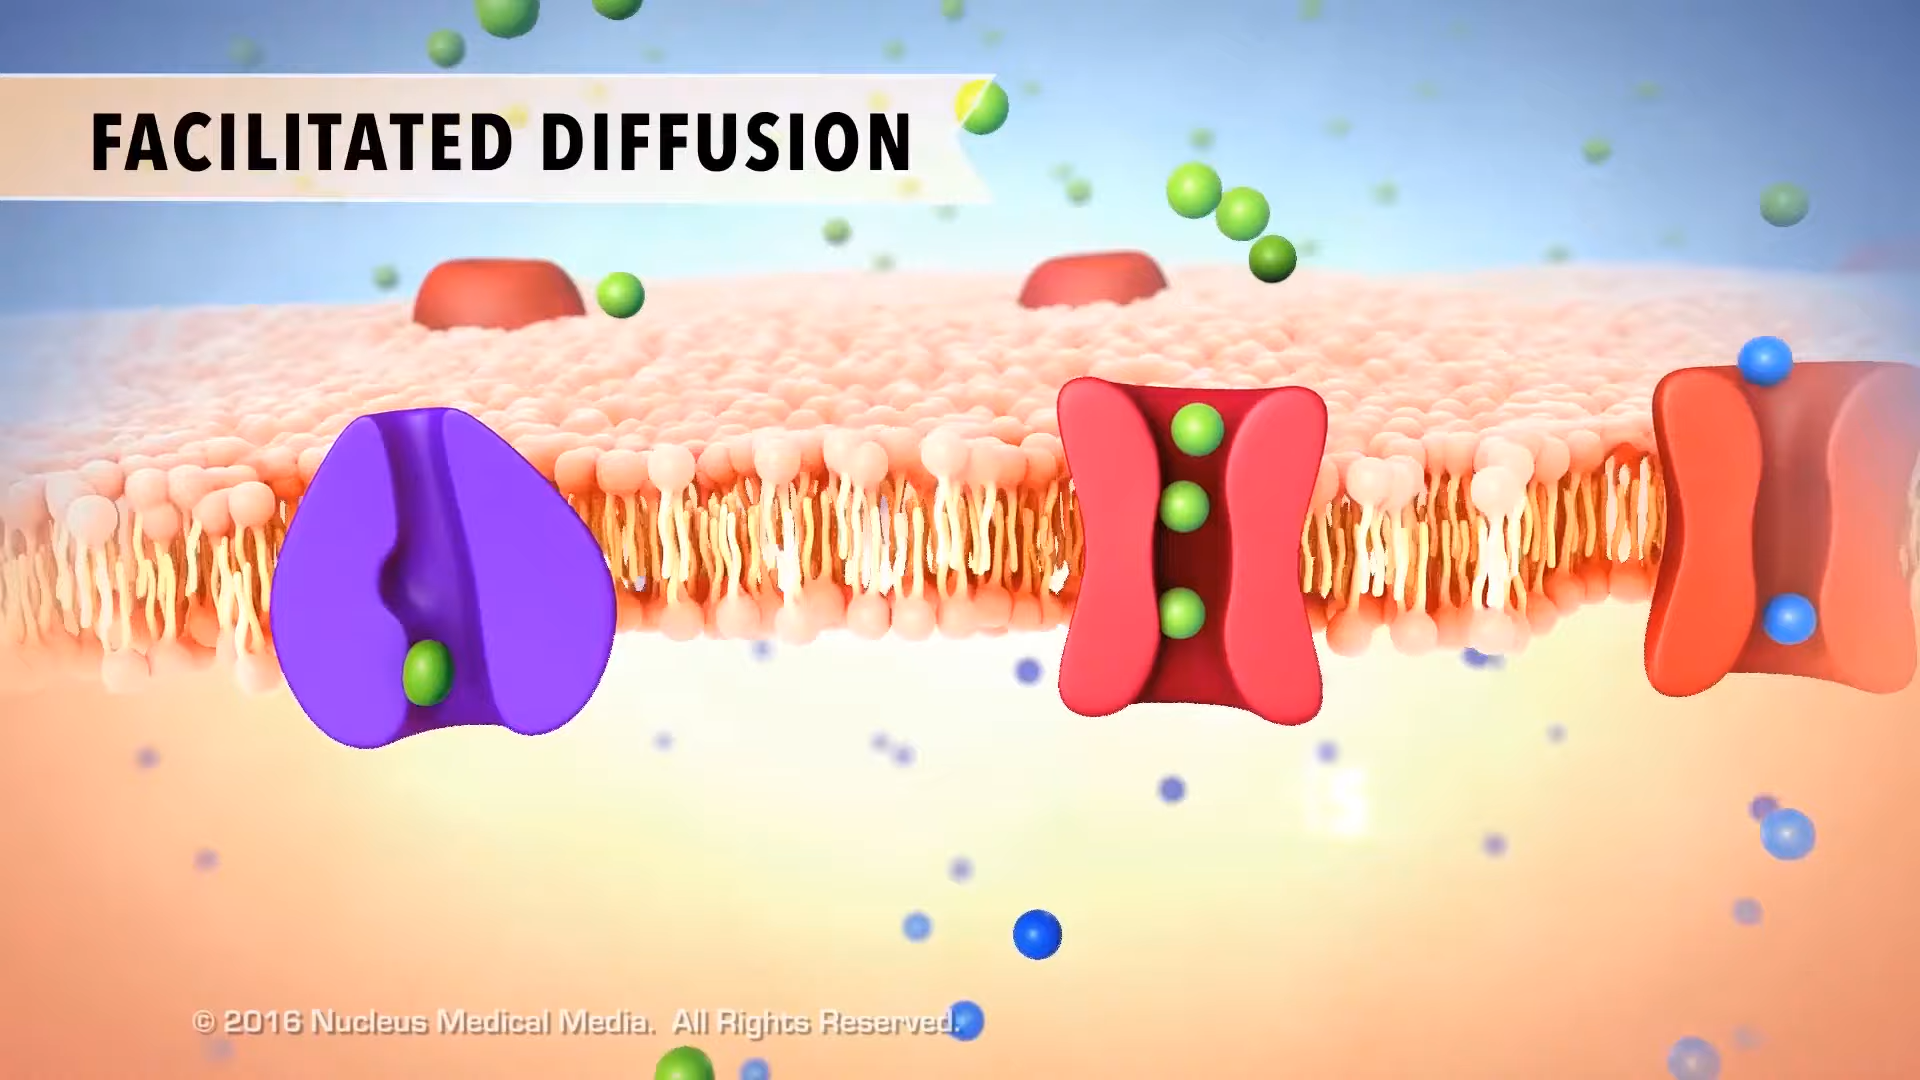 FACILITATED DIFFUSION
© 2016 Nucleus Medical Media. All Rights Reserved.